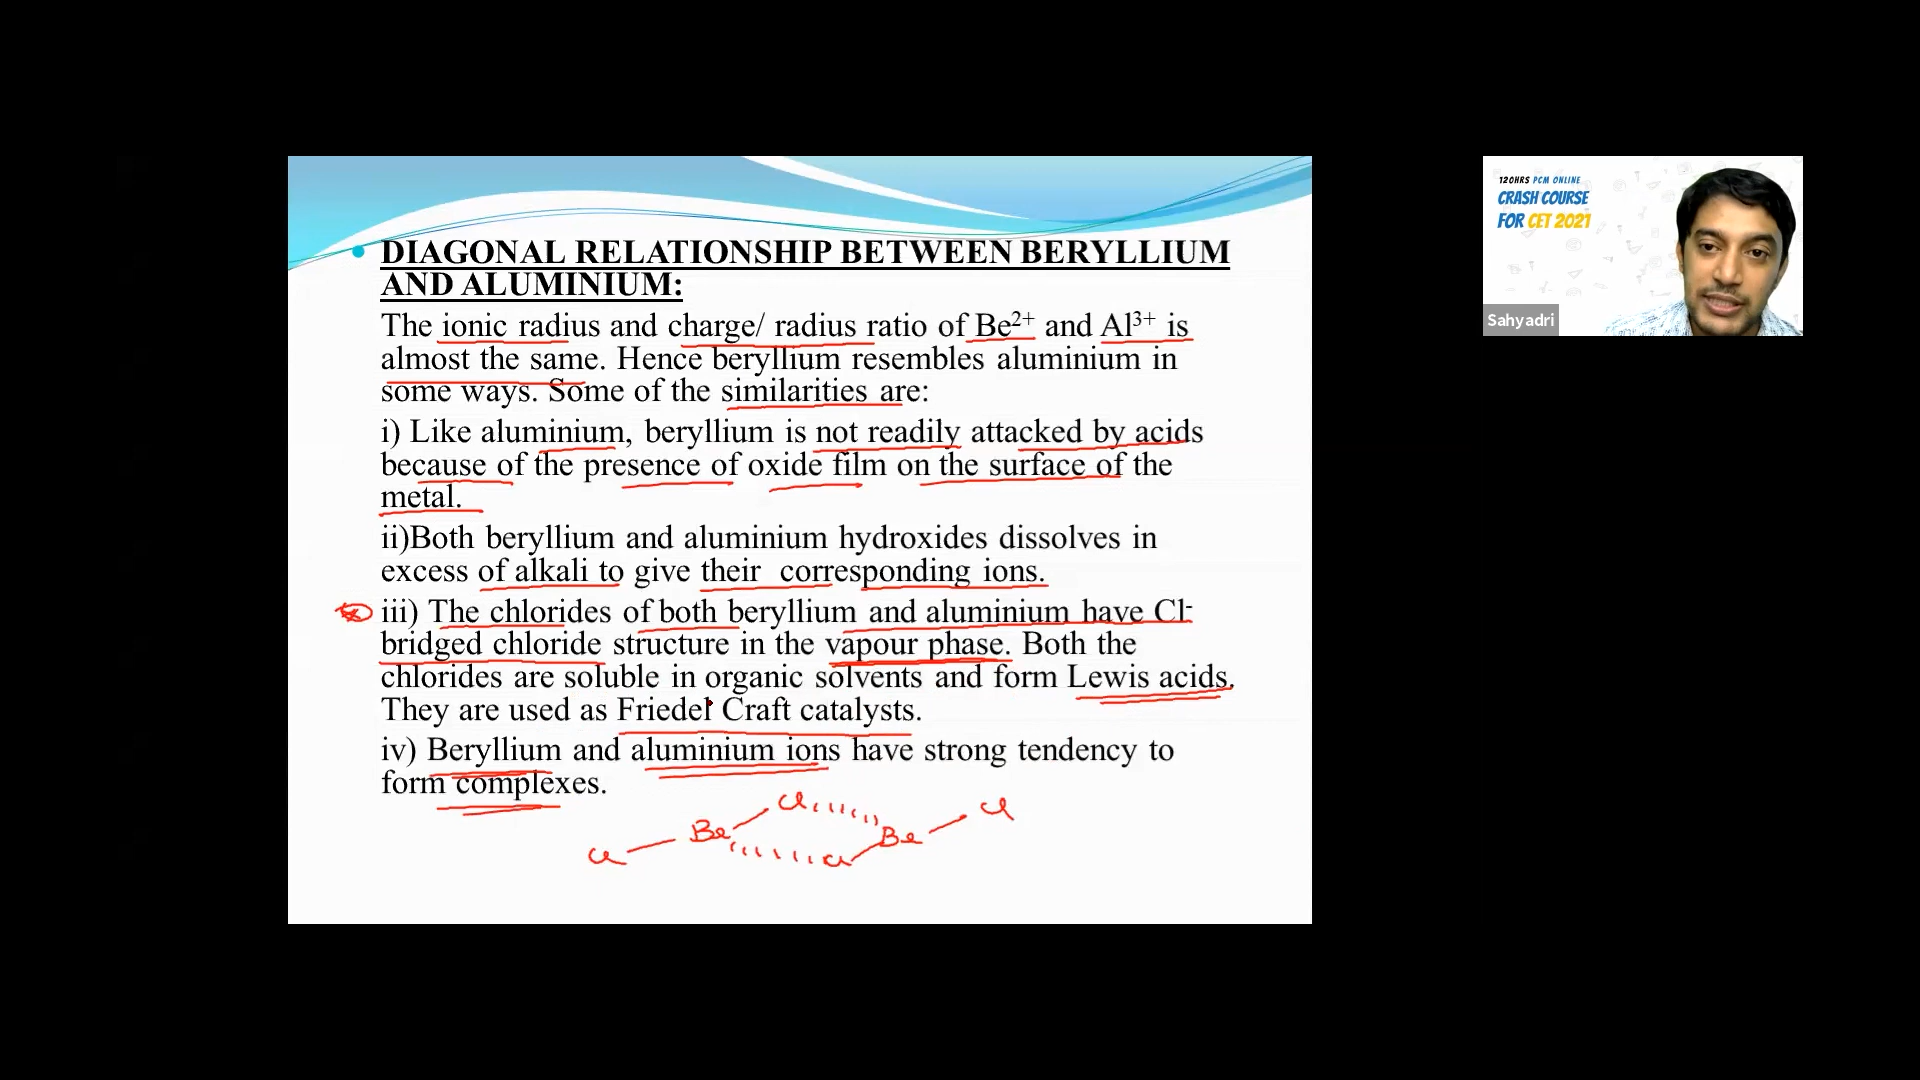 DIAGONAL RELATIONSHIP BETWEEN BERYLLIUM
AND ALUMINIUM:
The ionic radius and charge/ radius ratio of Be²⁺ and Al³⁺ is
almost the same. Hence beryllium resembles aluminium in
some ways. Some of the similarities are:
i) Like aluminium, beryllium is not readily attacked by acids
because of the presence of oxide film on the surface of the
metal.
ii)Both beryllium and aluminium hydroxides dissolves in
excess of alkali to give their corresponding ions.
iii) The chlorides of both beryllium and aluminium have Cl⁻
bridged chloride structure in the vapour phase. Both the
chlorides are soluble in organic solvents and form Lewis acids.
They are used as Friedel Craft catalysts.
iv) Beryllium and aluminium ions have strong tendency to
form complexes.
Cl Cl
Be Be
Cl Cl
120HRS PCM ONLINE
CRASH COURSE
FOR CET 2021
Sahyadri